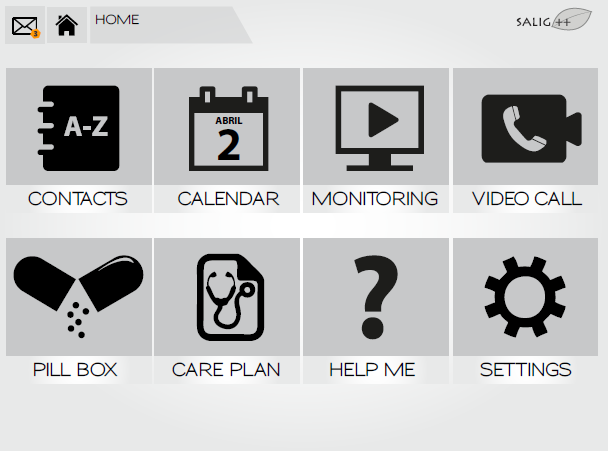 HOME
SALIG++
A-Z
ABRIL
2
CONTACTS
CALENDAR
MONITORING
VIDEO CALL
?
PILL BOX
CARE PLAN
HELP ME
SETTINGS